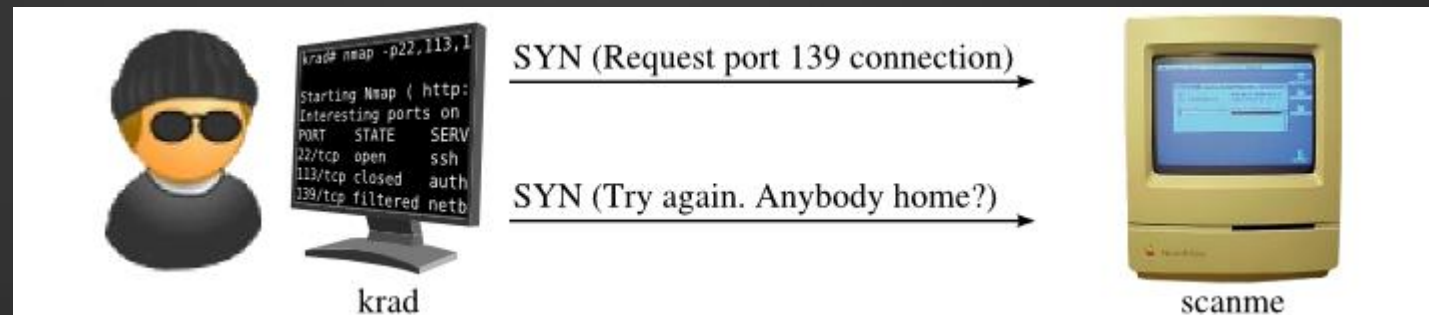 krad# nmap -p22,113,1
Starting Nmap ( http:
Interesting ports on
PORT STATE SERV
22/tcp open ssh
113/tcp closed auth
139/tcp filtered netb
SYN (Request port 139 connection)
SYN (Try again. Anybody home?)
krad
scanme